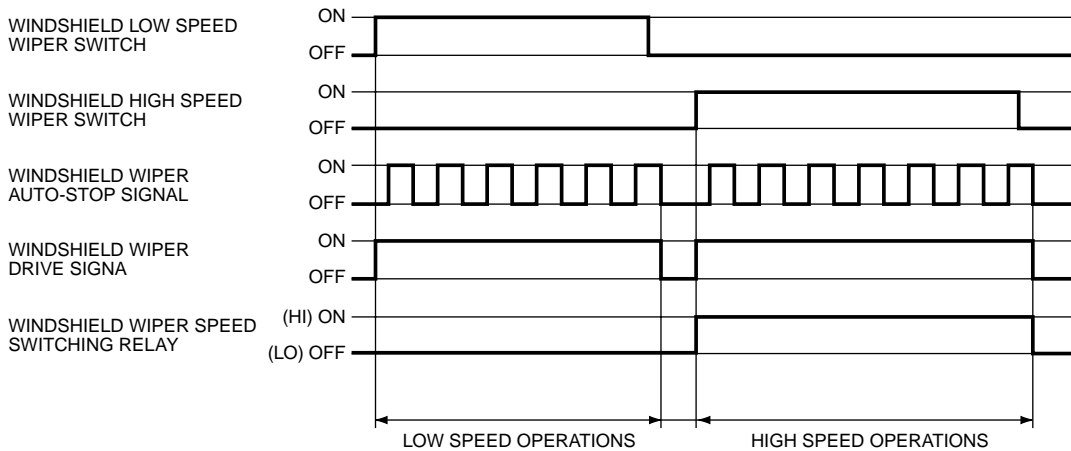 WINDSHIELD LOW SPEED
WIPER SWITCH
ON
OFF
WINDSHIELD HIGH SPEED
WIPER SWITCH
ON
OFF
WINDSHIELD WIPER
AUTO-STOP SIGNAL
ON
OFF
WINDSHIELD WIPER
DRIVE SIGNA
ON
OFF
WINDSHIELD WIPER SPEED
SWITCHING RELAY
(HI) ON
(LO) OFF
LOW SPEED OPERATIONS
HIGH SPEED OPERATIONS